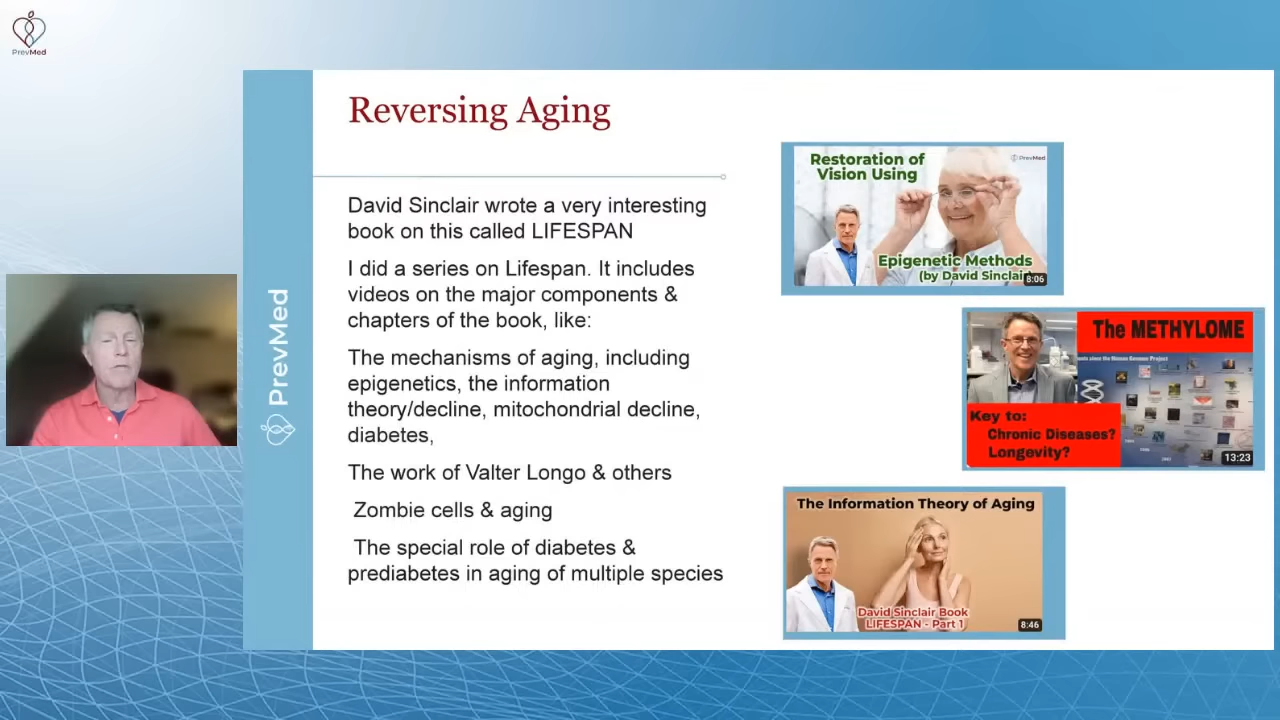 PrevMed
Reversing Aging
David Sinclair wrote a very interesting
book on this called LIFESPAN
I did a series on Lifespan. It includes
videos on the major components &
chapters of the book, like:
The mechanisms of aging, including
epigenetics, the information
theory/decline, mitochondrial decline,
diabetes,
The work of Valter Longo & others
Zombie cells & aging
The special role of diabetes &
prediabetes in aging of multiple species
PrevMed
Restoration of
Vision Using
PrevMed
Epigenetic Methods
(by David Sinclair
8:06
The METHYLOME
Key to:
Chronic Diseases?
Longevity?
13:23
The Information Theory of Aging
David Sinclair Book
LIFESPAN - Part 1
8:46